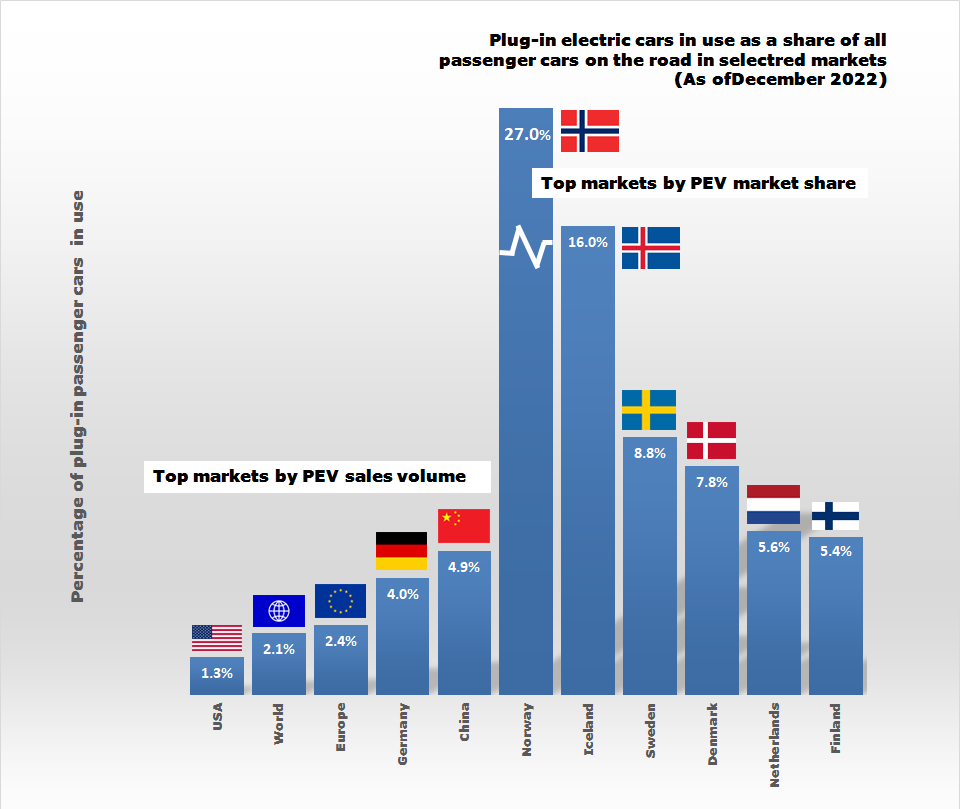 Plug-in electric cars in use as a share of all
passenger cars on the road in selectred markets
(As ofDecember 2022)
27.0%
Top markets by PEV market share
16.0%
Percentage of plug-in passenger cars in use
8.8%
Top markets by PEV sales volume
7.8%
5.6%
5.4%
4.9%
4.0%
2.4%
2.1%
1.3%
USA
World
Europe
Germany
China
Norway
Iceland
Sweden
Denmark
Netherlands
Finland